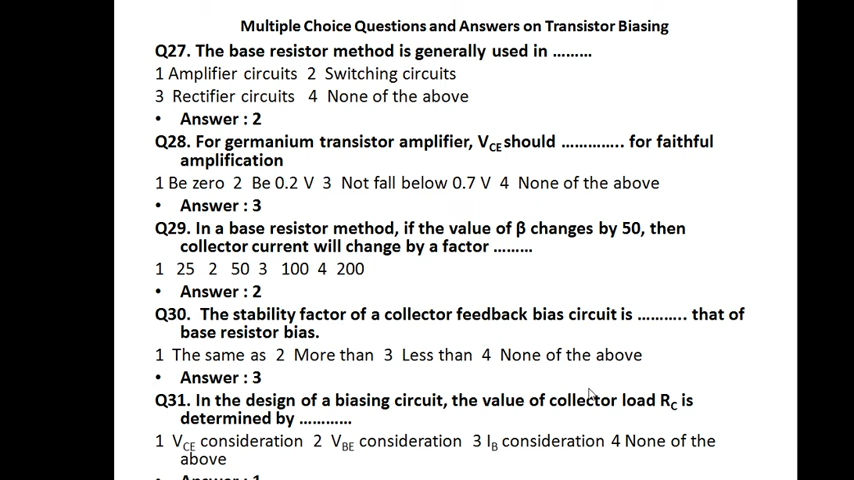 Multiple Choice Questions and Answers on Transistor Biasing
Q27. The base resistor method is generally used in ………
1 Amplifier circuits 2 Switching circuits
3 Rectifier circuits 4 None of the above
• Answer : 2
Q28. For germanium transistor amplifier, VCE should ………….. for faithful
amplification
1 Be zero 2 Be 0.2 V 3 Not fall below 0.7 V 4 None of the above
• Answer : 3
Q29. In a base resistor method, if the value of β changes by 50, then
collector current will change by a factor ………
1 25 2 50 3 100 4 200
• Answer : 2
Q30. The stability factor of a collector feedback bias circuit is ……….. that of
base resistor bias.
1 The same as 2 More than 3 Less than 4 None of the above
• Answer : 3
Q31. In the design of a biasing circuit, the value of collector load RC is
determined by …………
1 VCE consideration 2 VBE consideration 3 IB consideration 4 None of the
above
• Answer : 1